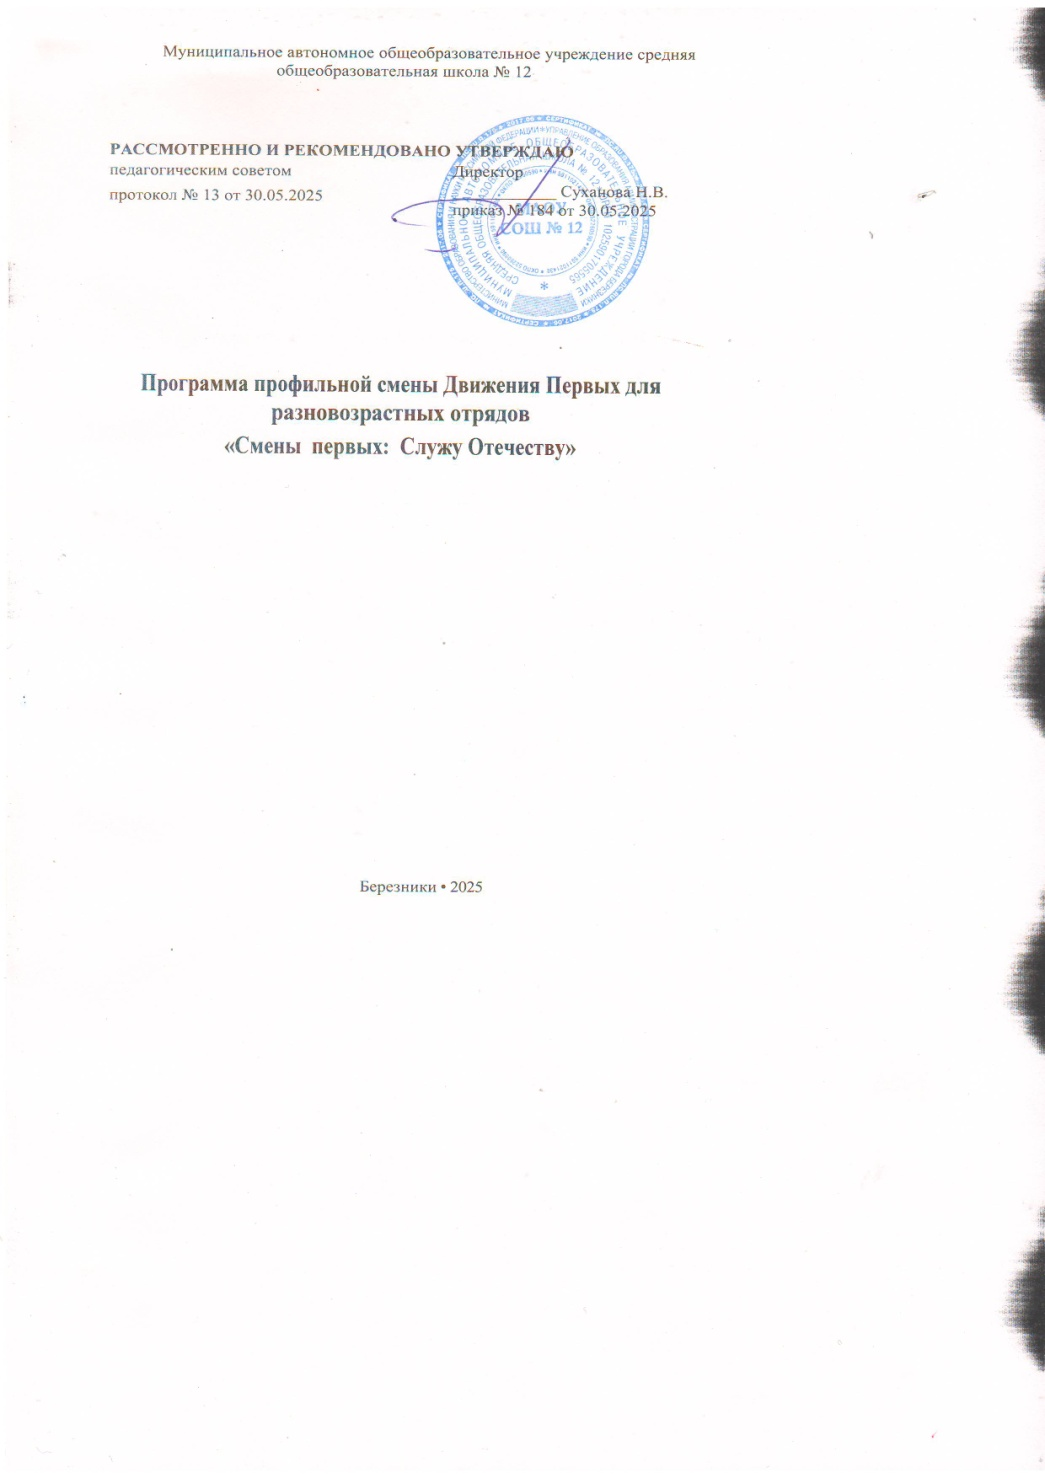 Муниципальное автономное общеобразовательное учреждение средняя
общеобразовательная школа № 12
РАССМОТРЕННО И РЕКОМЕНДОВАНО УТВЕРЖДАЮ
педагогическим советом
Директор
протокол № 13 от 30.05.2025
____________ Суханова Н.В.
приказ № 184 от 30.05.2025
МАОУ
СОШ № 12
Программа профильной смены Движения Первых для
разновозрастных отрядов
«Смены первых: Служу Отечеству»
Березники • 2025